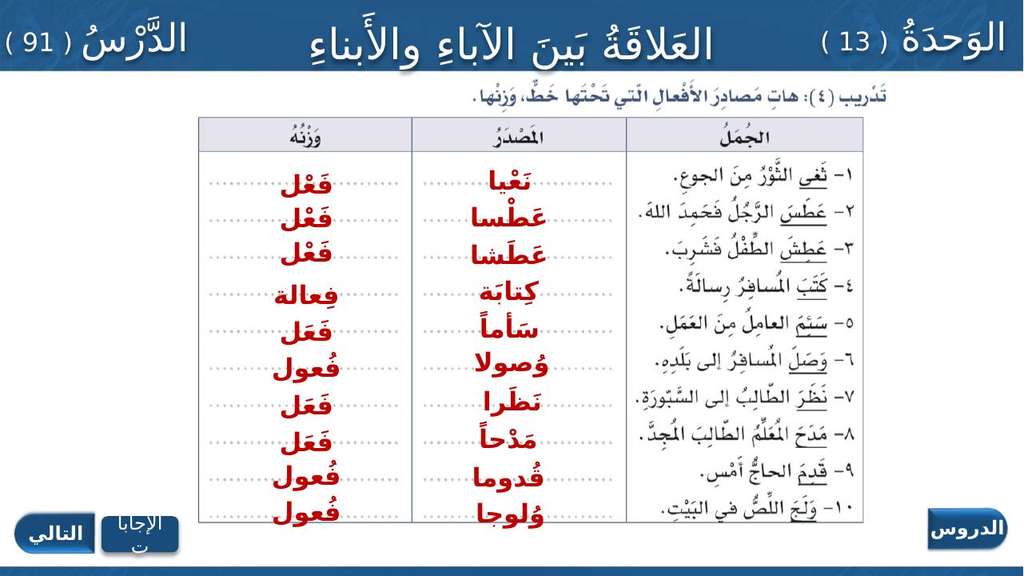 الوَحدَةُ ( 13 )
العَلاقَةُ بَينَ الآباءِ والأَبناءِ
الدَّرْسُ ( 91 )
تَدْريب (٤): هاتِ مَصادِرَ الأَفْعالِ الّتي تَحْتَها خَطٌّ، وَزِنْها.
الجُمَلُ المَصْدَرُ وَزْنُهُ
١- ثَغى الثَّوْرُ مِنَ الجوعِ. نَعْيا فَعْل
٢- عَطَسَ الرَّجُلُ فَحَمِدَ اللهَ. عَطْسا فَعْل
٣- عَطِشَ الطِّفْلُ فَشَرِبَ. عَطَشا فَعْل
٤- كَتَبَ المُسافِرُ رِسالَةً. كِتابَة فِعالة
٥- سَئِمَ العامِلُ مِنَ العَمَلِ. سَأماً فَعَل
٦- وَصَلَ المُسافِرُ إلى بَلَدِهِ. وُصولا فُعول
٧- نَظَرَ الطّالِبُ إلى السَّبّورَةِ. نَظَرا فَعَل
٨- مَدَحَ المُعَلِّمُ الطّالِبَ المُجِدَّ. مَدْحاً فَعَل
٩- قَدِمَ الحاجُّ أَمْسِ. قُدوما فُعول
١٠- وَلَجَ اللِّصُّ في البَيْتِ. وُلوجا فُعول
الدروس
الإجابات
التالي